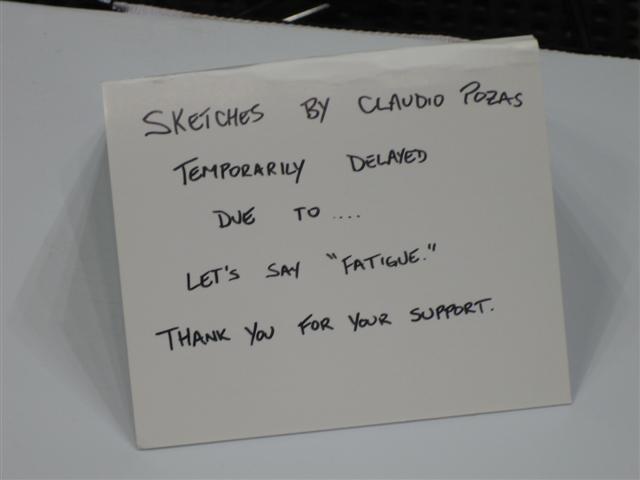 SKETCHES BY CLAUDIO POZAS
TEMPORARILY DELAYED
DUE TO ....
LET'S SAY "FATIGUE."
THANK YOU FOR YOUR SUPPORT.